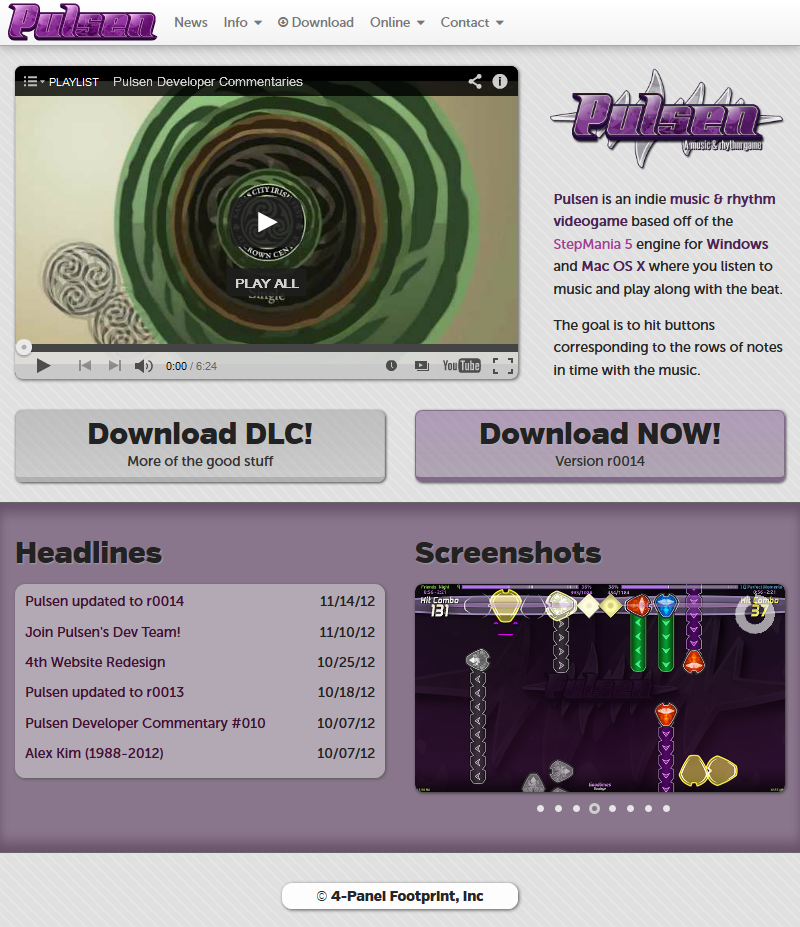 Pulsen
News Info Download Online Contact
PLAYLIST Pulsen Developer Commentaries
CITY IRIS
ROWN CEN
PLAY ALL
0:00 / 6:24
YouTube
Pulsen
A music & rhythm game
Pulsen is an indie music & rhythm
videogame based off of the
StepMania 5 engine for Windows
and Mac OS X where you listen to
music and play along with the beat.
The goal is to hit buttons
corresponding to the rows of notes
in time with the music.
Download DLC!
More of the good stuff
Download NOW!
Version r0014
Headlines
Pulsen updated to r0014 11/14/12
Join Pulsen's Dev Team! 11/10/12
4th Website Redesign 10/25/12
Pulsen updated to r0013 10/18/12
Pulsen Developer Commentary #010 10/07/12
Alex Kim (1988-2012) 10/07/12
Screenshots
Hit Combo
131
Hit Combo
37
Pulsen
© 4-Panel Footprint, Inc